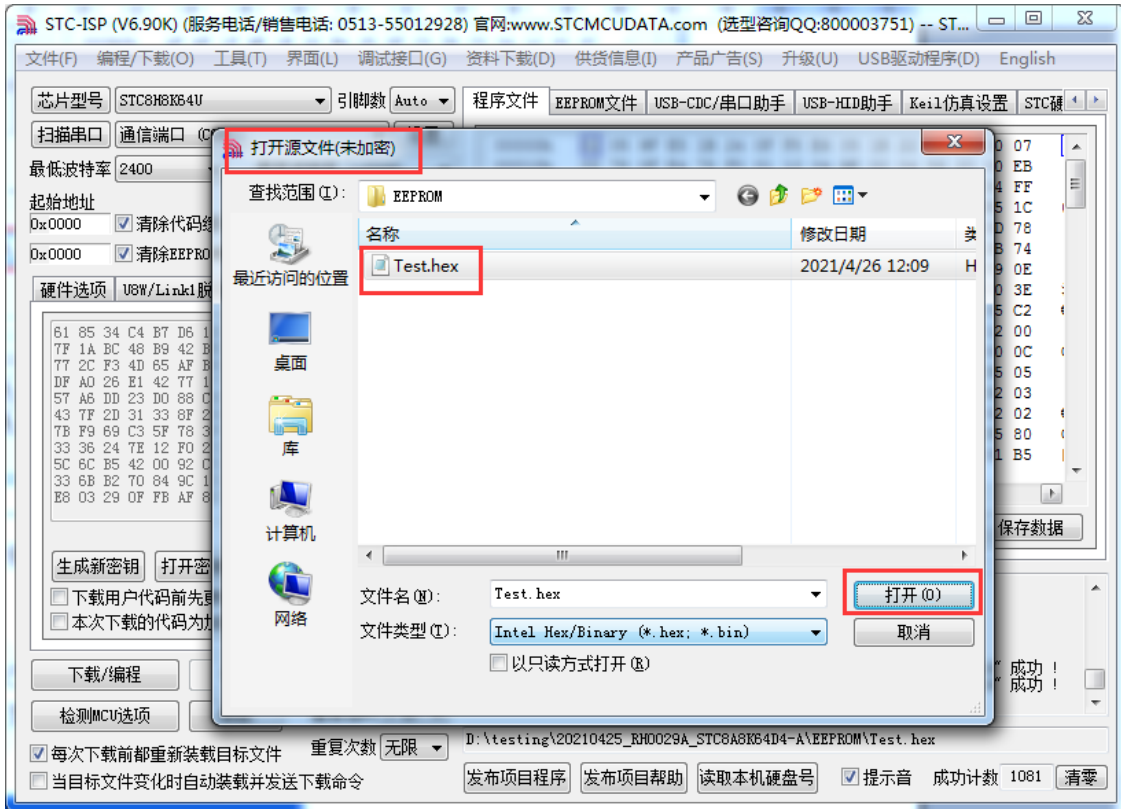 STC-ISP (V6.90K) (服务电话/销售电话: 0513-55012928) 官网:www.STCMCUDATA.com (选型咨询QQ:800003751) -- ST...
文件(F) 编程/下载(O) 工具(T) 界面(L) 调试接口(G) 资料下载(D) 供货信息(I) 产品广告(S) 升级(U) USB驱动程序(D) English
芯片型号 STC8H8K64U 引脚数 Auto 程序文件 EEPROM文件 USB-CDC/串口助手 USB-HID助手 Keil仿真设置 STC硬
扫描串口 通信端口
最低波特率 2400
起始地址
0x0000 清除代码缓
0x0000 清除EEPRO
硬件选项 U8W/Link1脱
61 85 34 C4 B7 D6 1
7F 1A BC 48 B9 42 B
77 2C F3 4D 65 AF B
DF A0 26 E1 42 77 1
57 A6 DD 23 D0 88 C
43 7F 2D 31 33 8F 2
7B F9 69 C3 5F 78 3
33 36 24 7E 12 F0 2
5C 6C B5 42 00 92 C
33 6B B2 70 84 9C 1
E8 03 29 0F FB AF 8
生成新密钥 打开密
下载用户代码前先更
本次下载的代码为加
下载/编程
检测MCU选项
打开源文件(未加密)
查找范围(I): EEPROM
名称 修改日期 类
Test.hex 2021/4/26 12:09 H
最近访问的位置
桌面
库
计算机
网络
文件名(N): Test.hex 打开(O)
文件类型(T): Intel Hex/Binary (*.hex; *.bin) 取消
以只读方式打开(R)
07
EB
FF
1C
78
74
0E
3E
C2
00
0C
05
03
02
80
B5
保存数据
成功 !
成功 !
每次下载前都重新装载目标文件 重复次数 无限
当目标文件变化时自动装载并发送下载命令
D:\testing\20210425_RH0029A_STC8A8K64D4-A\EEPROM\Test.hex
发布项目程序 发布项目帮助 读取本机硬盘号 提示音 成功计数 1081 清零